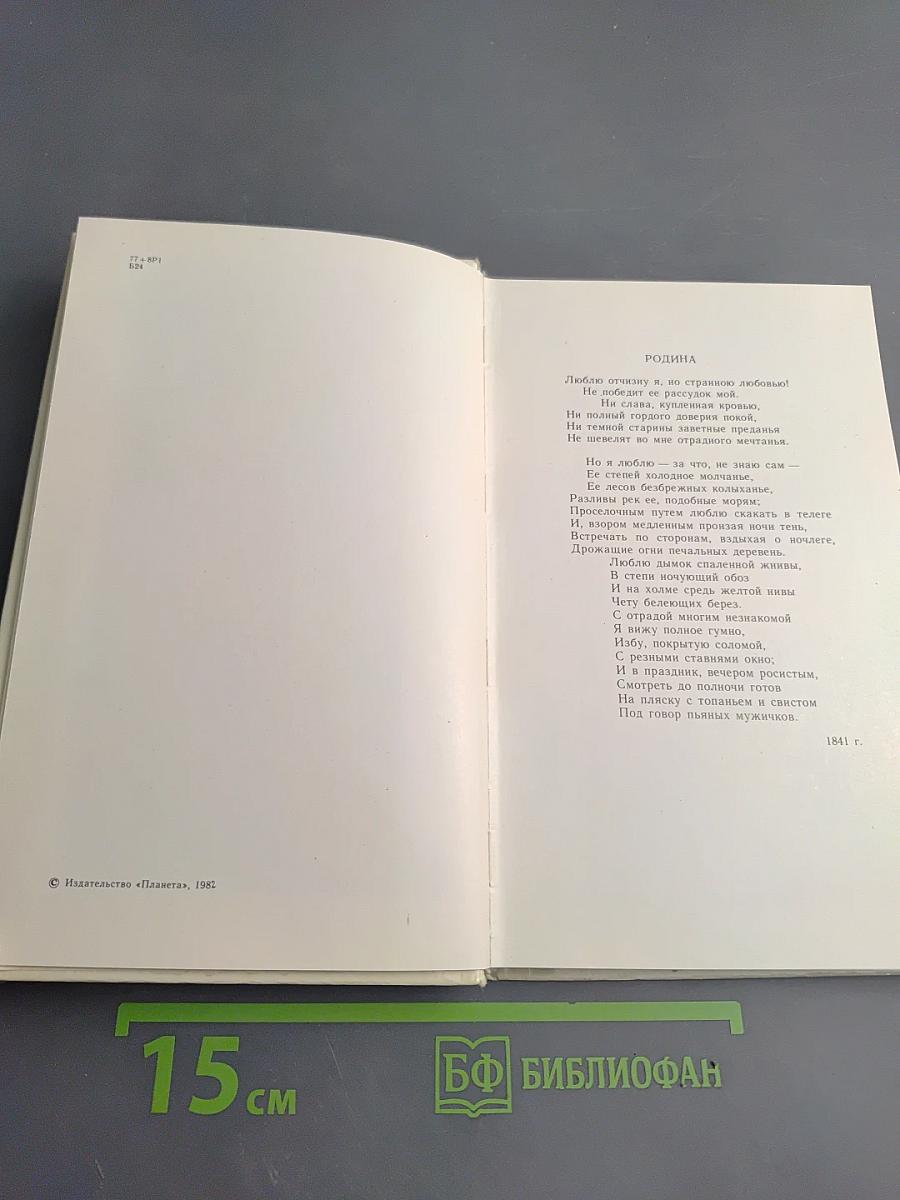 77+8Р1
Б24
© Издательство «Планета», 1982
РОДИНА
Люблю отчизну я, но странною любовью!
Не победит ее рассудок мой.
Ни слава, купленная кровью,
Ни полный гордого доверия покой,
Ни темной старины заветные преданья
Не шевелят во мне отрадного мечтанья.
Но я люблю — за что, не знаю сам —
Ее степей холодное молчанье,
Ее лесов безбрежных колыханье,
Разливы рек ее, подобные морям;
Проселочным путем люблю скакать в телеге
И, взором медленным пронзая ночи тень,
Встречать по сторонам, вздыхая о ночлеге,
Дрожащие огни печальных деревень.
Люблю дымок спаленной жнивы,
В степи ночующий обоз
И на холме средь желтой нивы
Чету белеющих берез.
С отрадой многим незнакомой
Я вижу полное гумно,
Избу, покрытую соломой,
С резными ставнями окно;
И в праздник, вечером росистым,
Смотреть до полночи готов
На пляску с топаньем и свистом
Под говор пьяных мужичков.
1841 г.
15 см
БФ БИБЛИОФАН